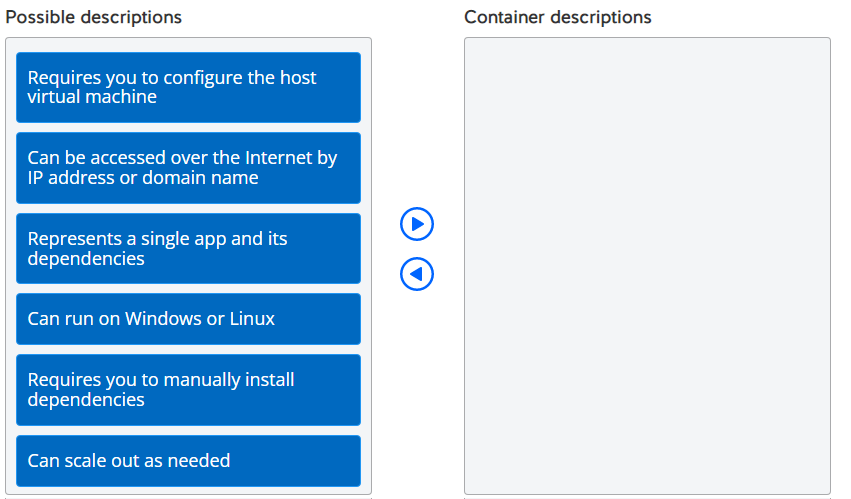 Possible descriptions
Container descriptions
Requires you to configure the host
virtual machine
Can be accessed over the Internet by
IP address or domain name
Represents a single app and its
dependencies
Can run on Windows or Linux
Requires you to manually install
dependencies
Can scale out as needed